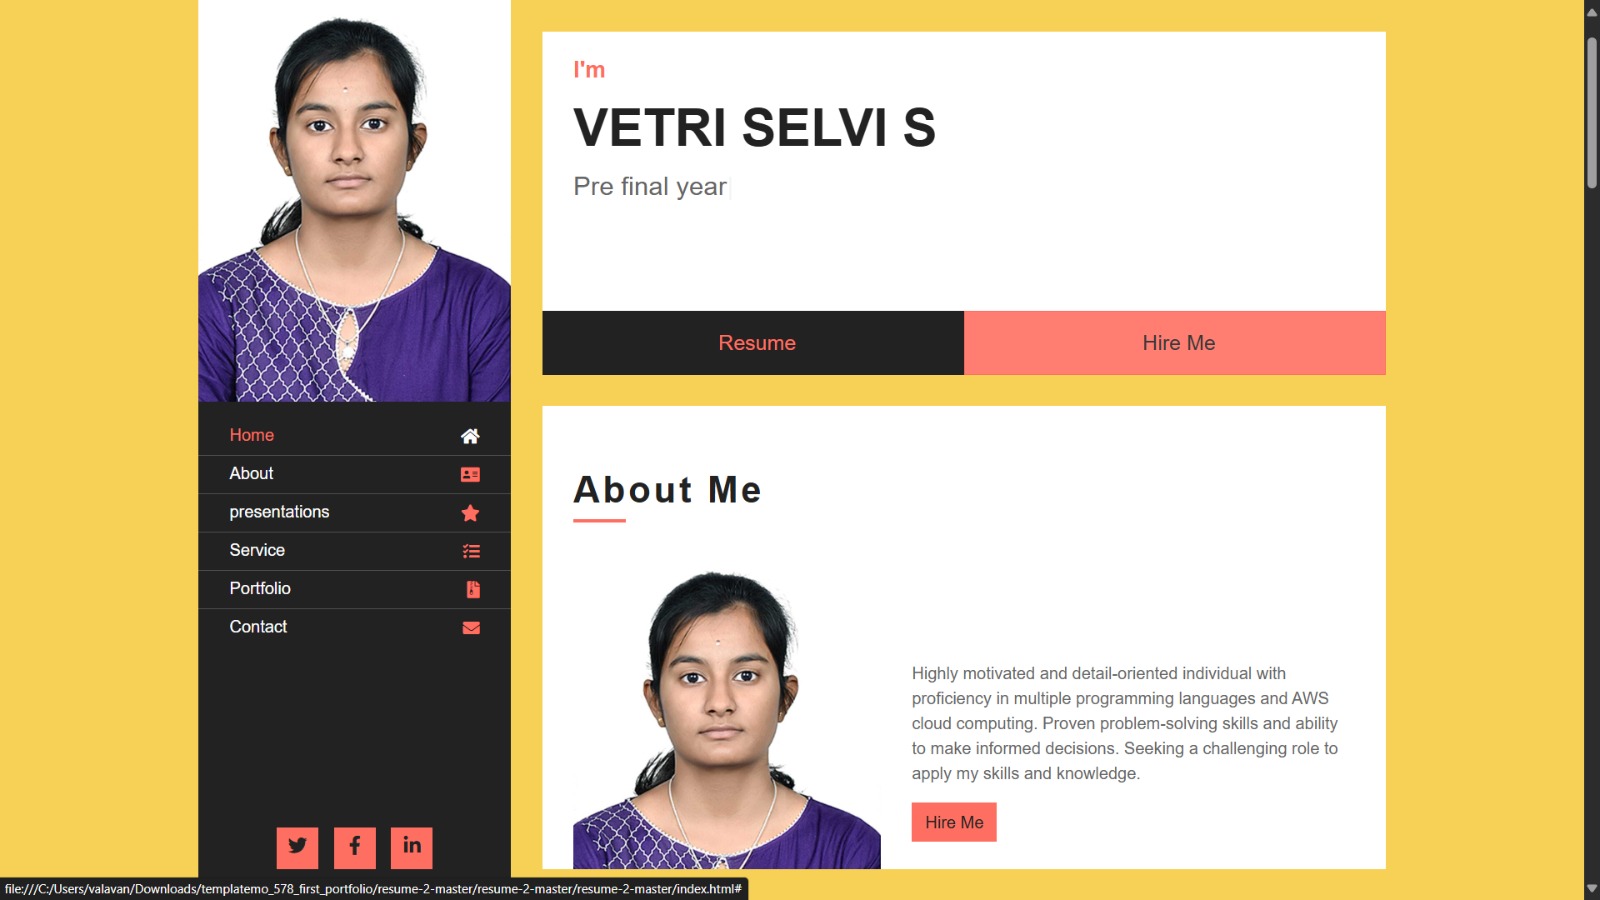 I'm
VETRI SELVI S
Pre final year
Resume
Hire Me
Home
About
presentations
Service
Portfolio
Contact
About Me
Highly motivated and detail-oriented individual with
proficiency in multiple programming languages and AWS
cloud computing. Proven problem-solving skills and ability
to make informed decisions. Seeking a challenging role to
apply my skills and knowledge.
Hire Me
file:///C:/Users/valavan/Downloads/templatemo_578_first_portfolio/resume-2-master/resume-2-master/resume-2-master/index.html#